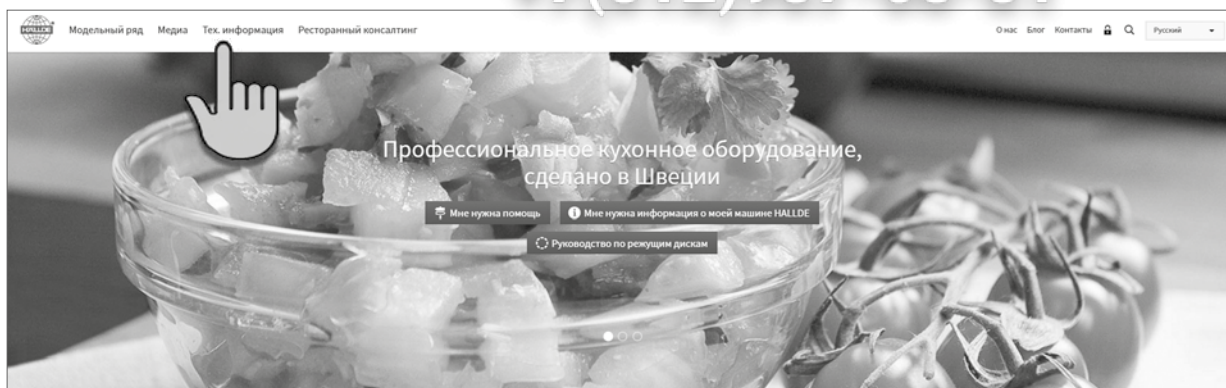 HALLDE
Модельный ряд Медиа Тех. информация Ресторанный консалтинг
О нас Блог Контакты Русский
Профессиональное кухонное оборудование,
сделано в Швеции
Мне нужна помощь
Мне нужна информация о моей машине HALLDE
Руководство по режущим дискам